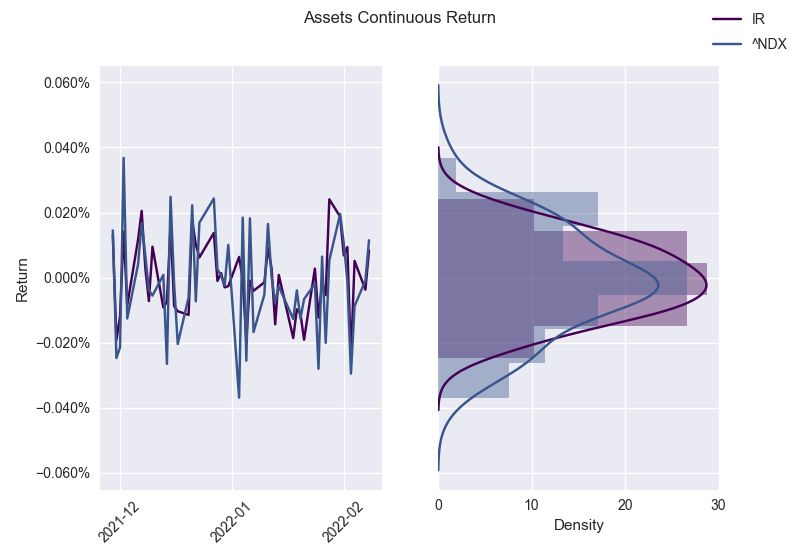 Assets Continuous Return
IR
^NDX
Return
0.060%
0.040%
0.020%
0.000%
−0.020%
−0.040%
−0.060%
2021-12
2022-01
2022-02
0
10
20
30
Density